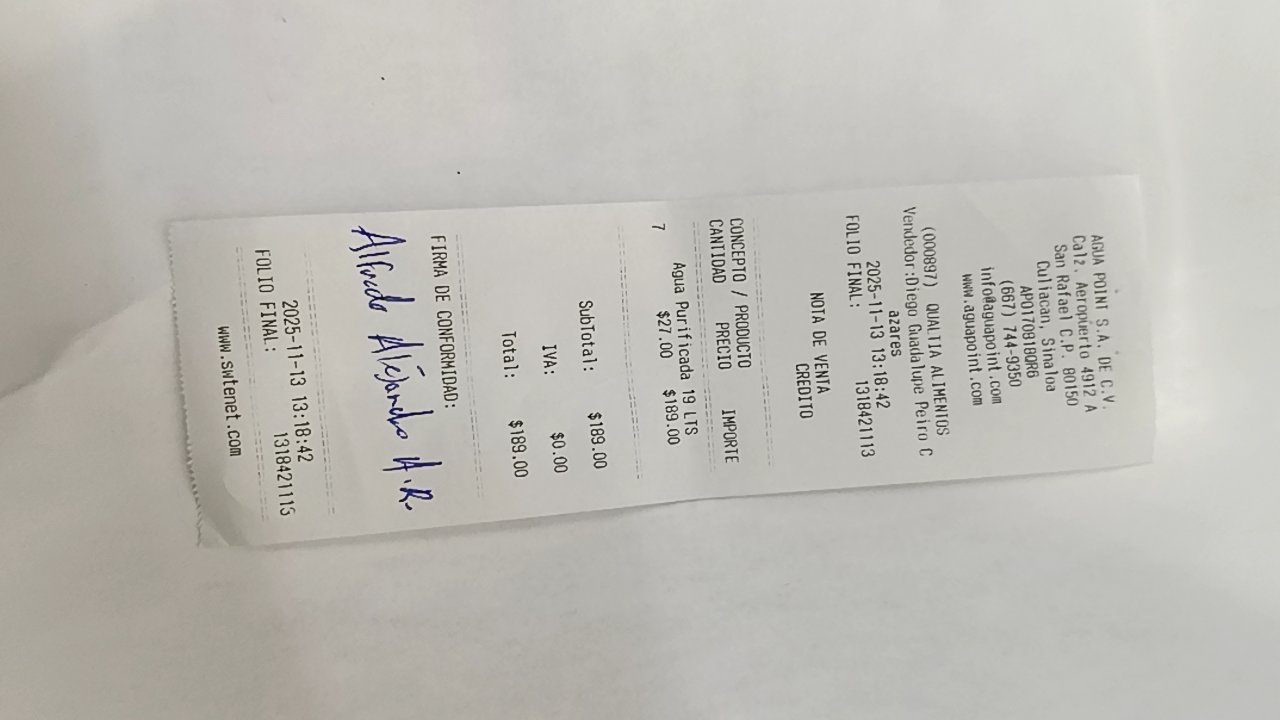 AGUA POINT S.A. DE C.V.
Calz. Aeropuerto 4912 A
San Rafael C.P. 80150
Culiacan, Sinaloa
APO1708180R6
(667) 744-9350
info@aguapoint.com
www.aguapoint.com
(000897) QUALTIA ALIMENTOS
Vendedor:Diego Guadalupe Peiro C
azares
2025-11-13 13:18:42
FOLIO FINAL: 1318421113
NOTA DE VENTA
CREDITO
CONCEPTO / PRODUCTO
CANTIDAD PRECIO IMPORTE
Agua Purificada 19 LTS
7 $27.00 $189.00
SubTotal: $189.00
IVA: $0.00
Total: $189.00
FIRMA DE CONFORMIDAD:
Alfredo Alejandro A.R.
2025-11-13 13:18:42
FOLIO FINAL: 1318421113
www.swtenet.com